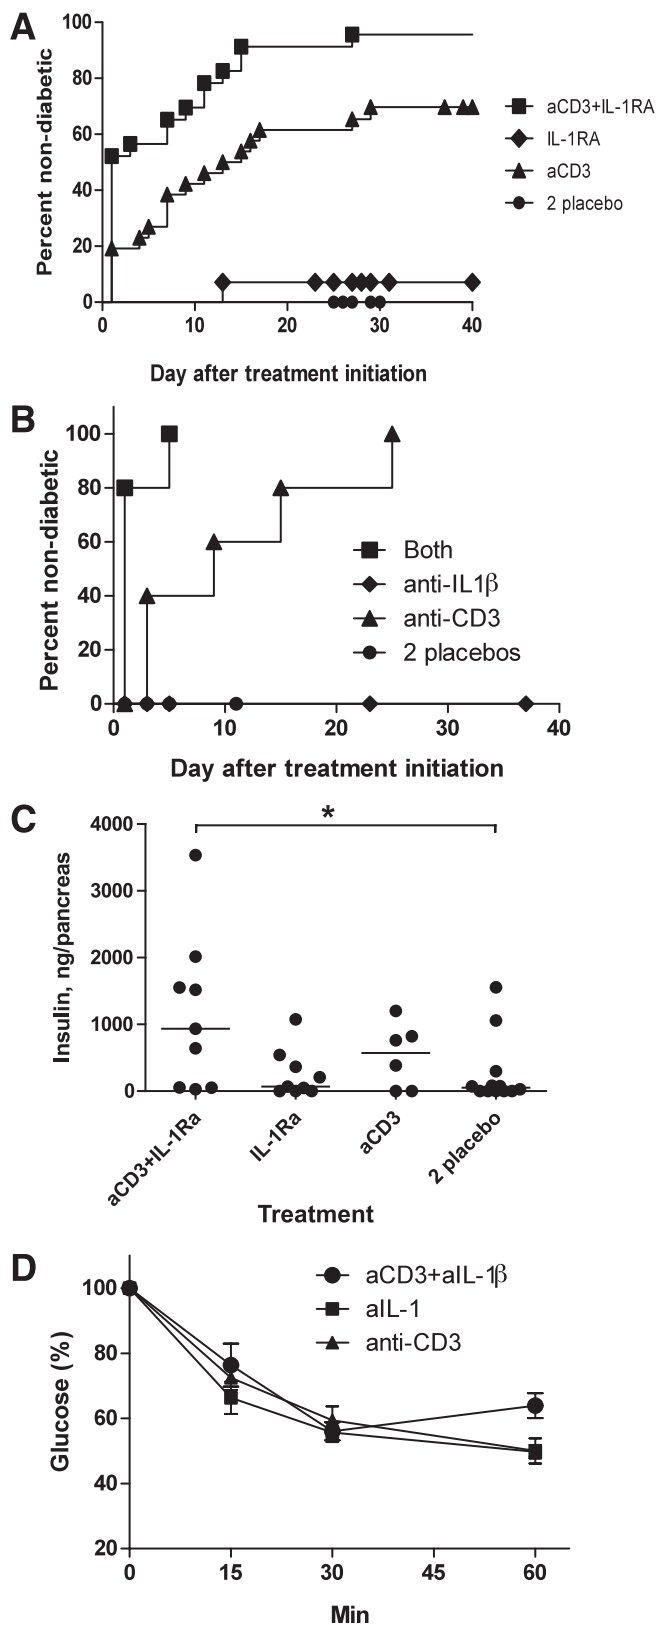 A
Percent non-diabetic
100
80
60
40
20
0
0 10 20 30 40
Day after treatment initiation
aCD3+IL-1RA
IL-1RA
aCD3
2 placebo
B
Percent non-diabetic
100
80
60
40
20
0
0 10 20 30 40
Day after treatment initiation
Both
anti-IL1β
anti-CD3
2 placebos
C
Insulin, ng/pancreas
4000
3000
2000
1000
0
*
aCD3+IL-1Ra
IL-1Ra
aCD3
2 placebo
Treatment
D
Glucose (%)
100
80
60
40
20
0 15 30 45 60
Min
aCD3+aIL-1β
aIL-1
anti-CD3